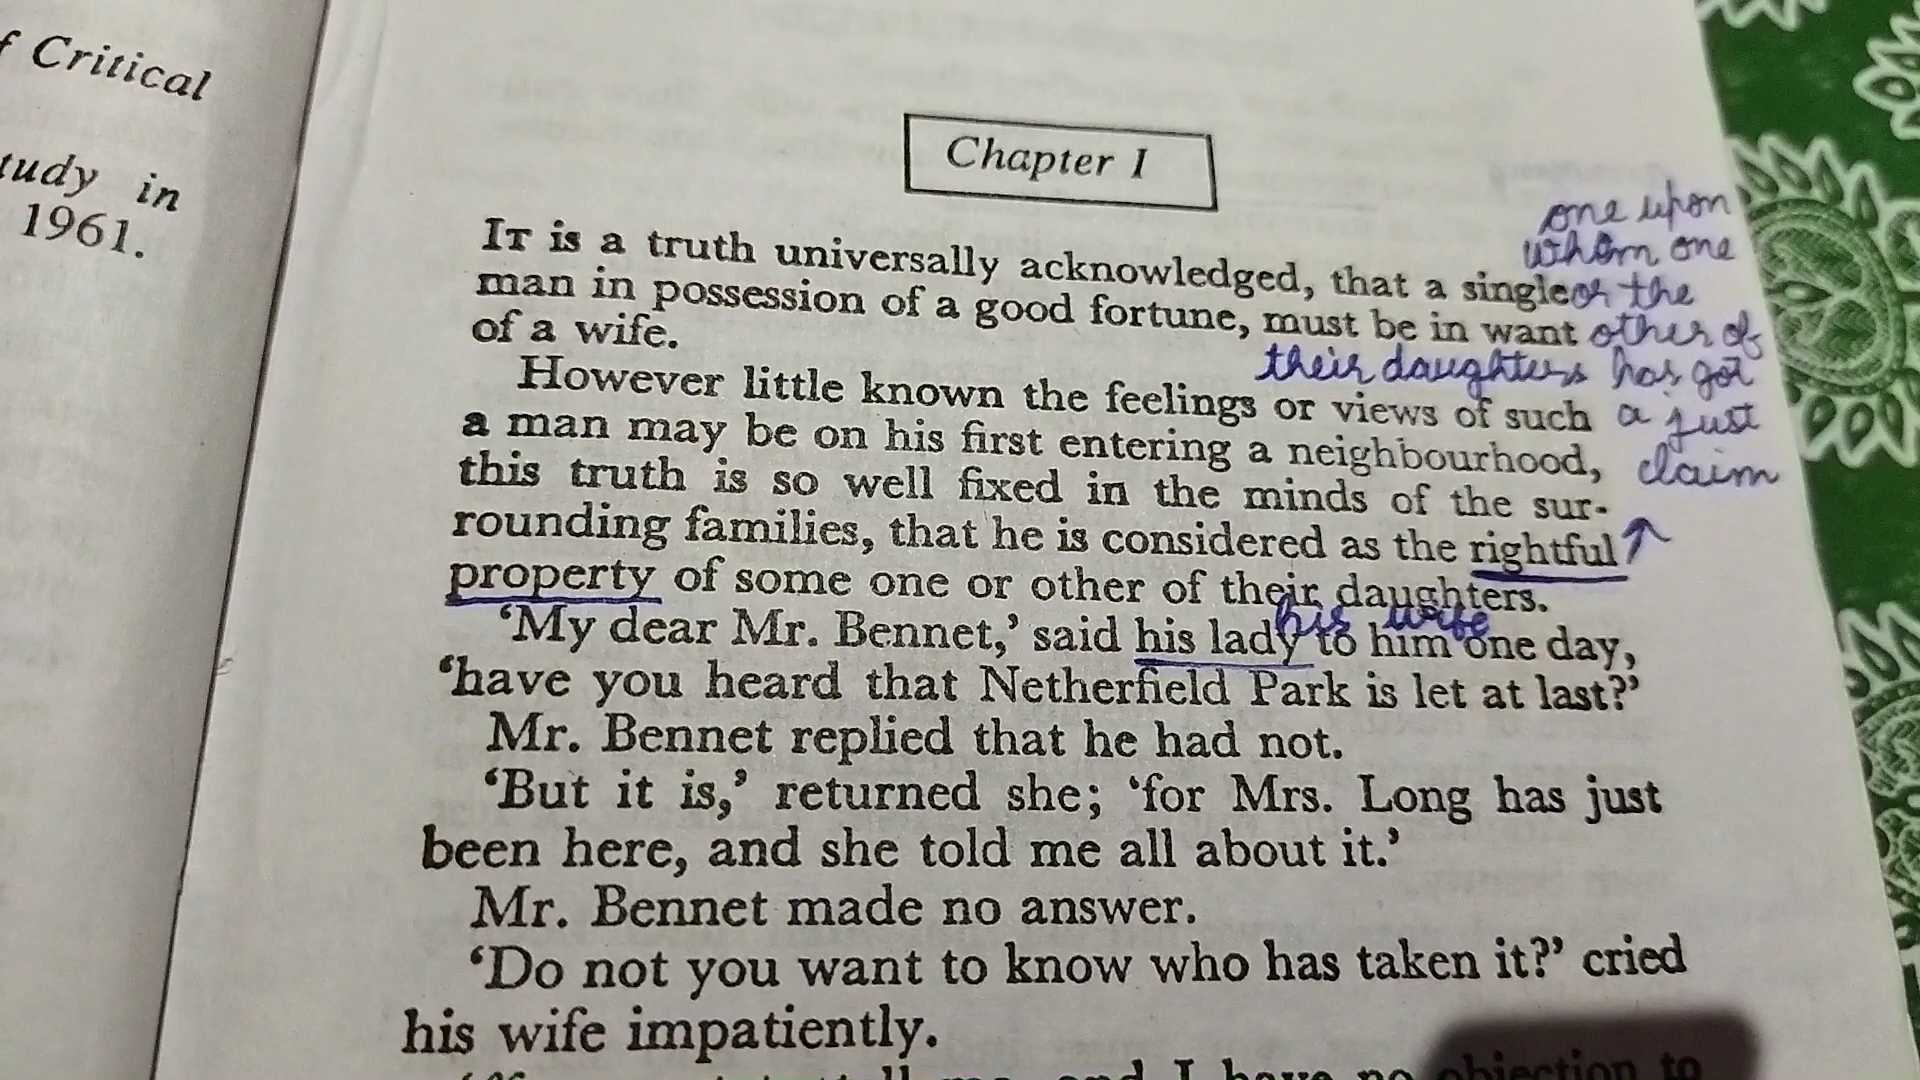 Critical
in
1961.
Chapter I
one upon
whom one
or the
other of
their daughters has got
a just
claim
IT is a truth universally acknowledged, that a single
man in possession of a good fortune, must be in want
of a wife.
However little known the feelings or views of such
a man may be on his first entering a neighbourhood,
this truth is so well fixed in the minds of the sur-
rounding families, that he is considered as the rightful
property of some one or other of their daughters.
his wife
‘My dear Mr. Bennet,’ said his lady to him one day,
‘have you heard that Netherfield Park is let at last?’
Mr. Bennet replied that he had not.
‘But it is,’ returned she; ‘for Mrs. Long has just
been here, and she told me all about it.’
Mr. Bennet made no answer.
‘Do not you want to know who has taken it?’ cried
his wife impatiently.
and I have no objection to